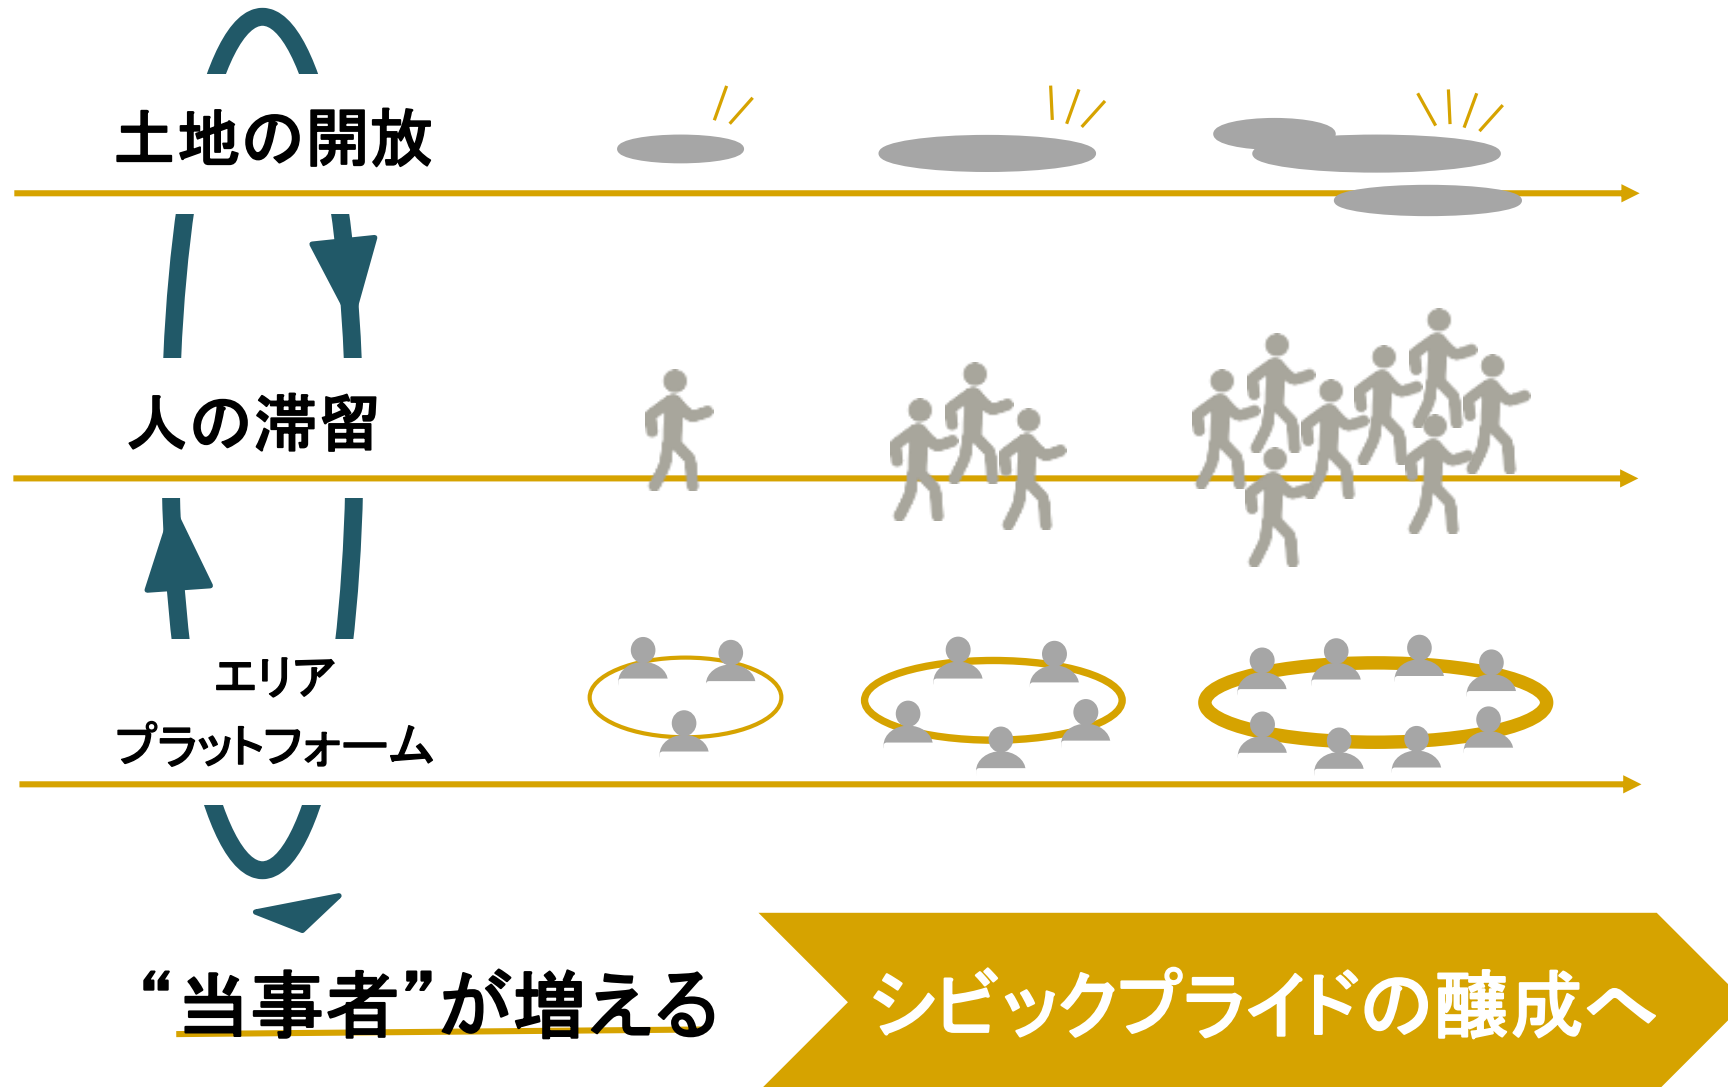 土地の開放
人の滞留
エリア
プラットフォーム
“当事者”が増える
シビックプライドの醸成へ